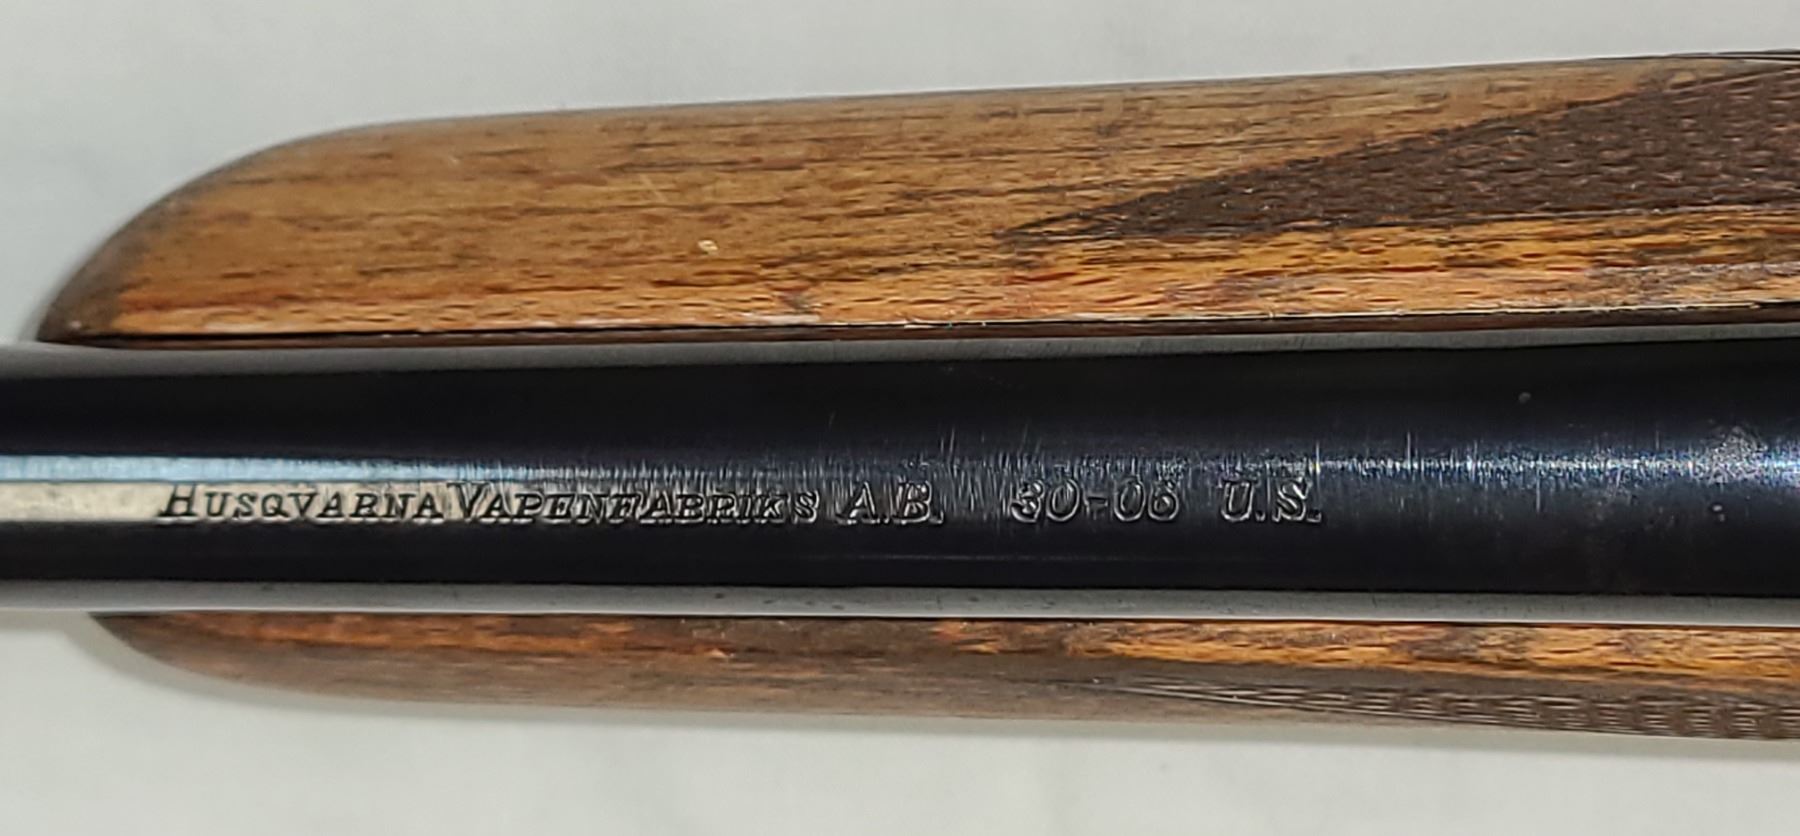 HUSQVARNA VAPENFABRIKS A.B. 30-06 U.S.